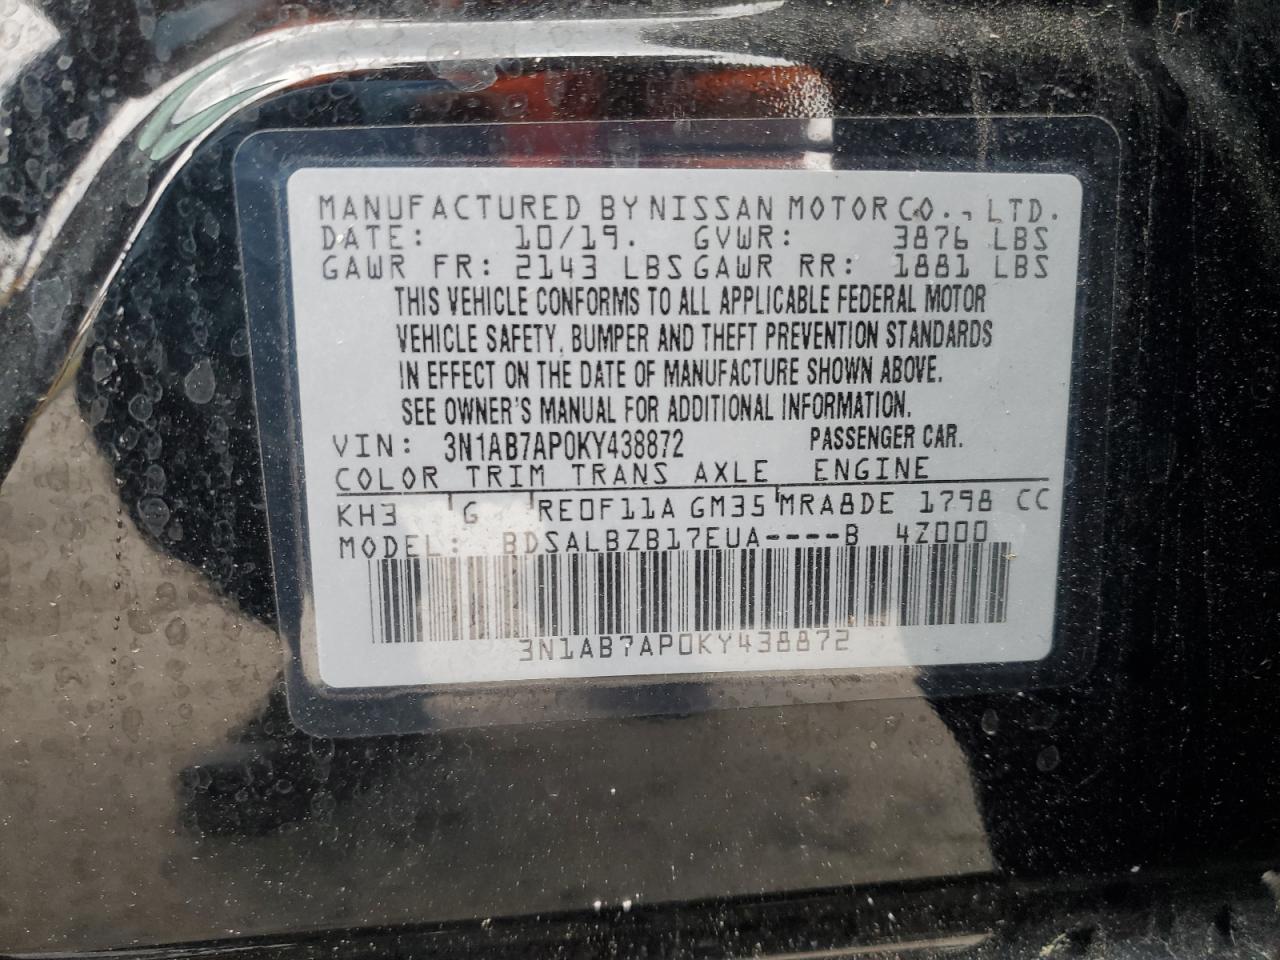 MANUFACTURED BY NISSAN MOTOR CO., LTD.
DATE: 10/19. GVWR: 3876 LBS
GAWR FR: 2143 LBS GAWR RR: 1881 LBS
THIS VEHICLE CONFORMS TO ALL APPLICABLE FEDERAL MOTOR
VEHICLE SAFETY, BUMPER AND THEFT PREVENTION STANDARDS
IN EFFECT ON THE DATE OF MANUFACTURE SHOWN ABOVE.
SEE OWNER'S MANUAL FOR ADDITIONAL INFORMATION.
VIN: 3N1AB7AP0KY438872 PASSENGER CAR.
COLOR TRIM TRANS AXLE ENGINE
KH3 G RE0F11A GM35 MRA8DE 1798 CC
MODEL: BDSALBZB17EUA----B 4Z000
3N1AB7AP0KY438872